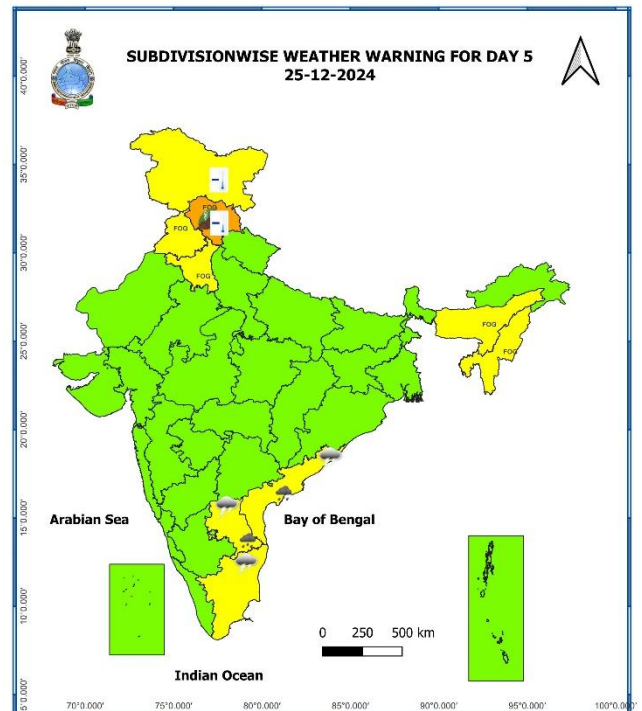 SUBDIVISIONWISE WEATHER WARNING FOR DAY 5
25-12-2024
40°0.000'
35°0.000'
30°0.000'
25°0.000'
20°0.000'
15°0.000'
10°0.000'
5°0.000'
FOG
FOG
FOG
FOG
FOG
Arabian Sea
Bay of Bengal
0 250 500 km
Indian Ocean
70°0.000' 75°0.000' 80°0.000' 85°0.000' 90°0.000' 95°0.000' 100°0.000'